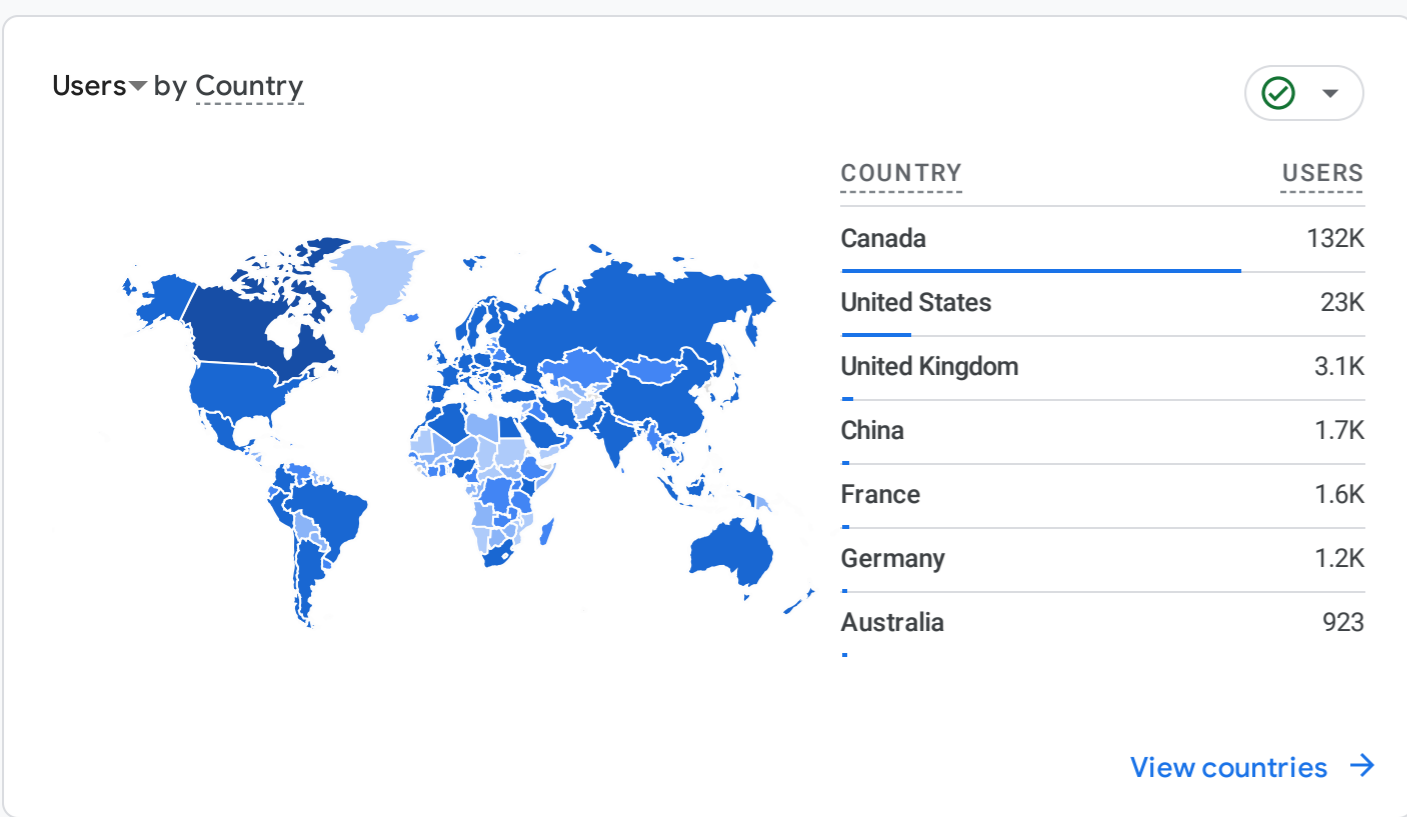 Users by Country
COUNTRY USERS
Canada 132K
United States 23K
United Kingdom 3.1K
China 1.7K
France 1.6K
Germany 1.2K
Australia 923
View countries